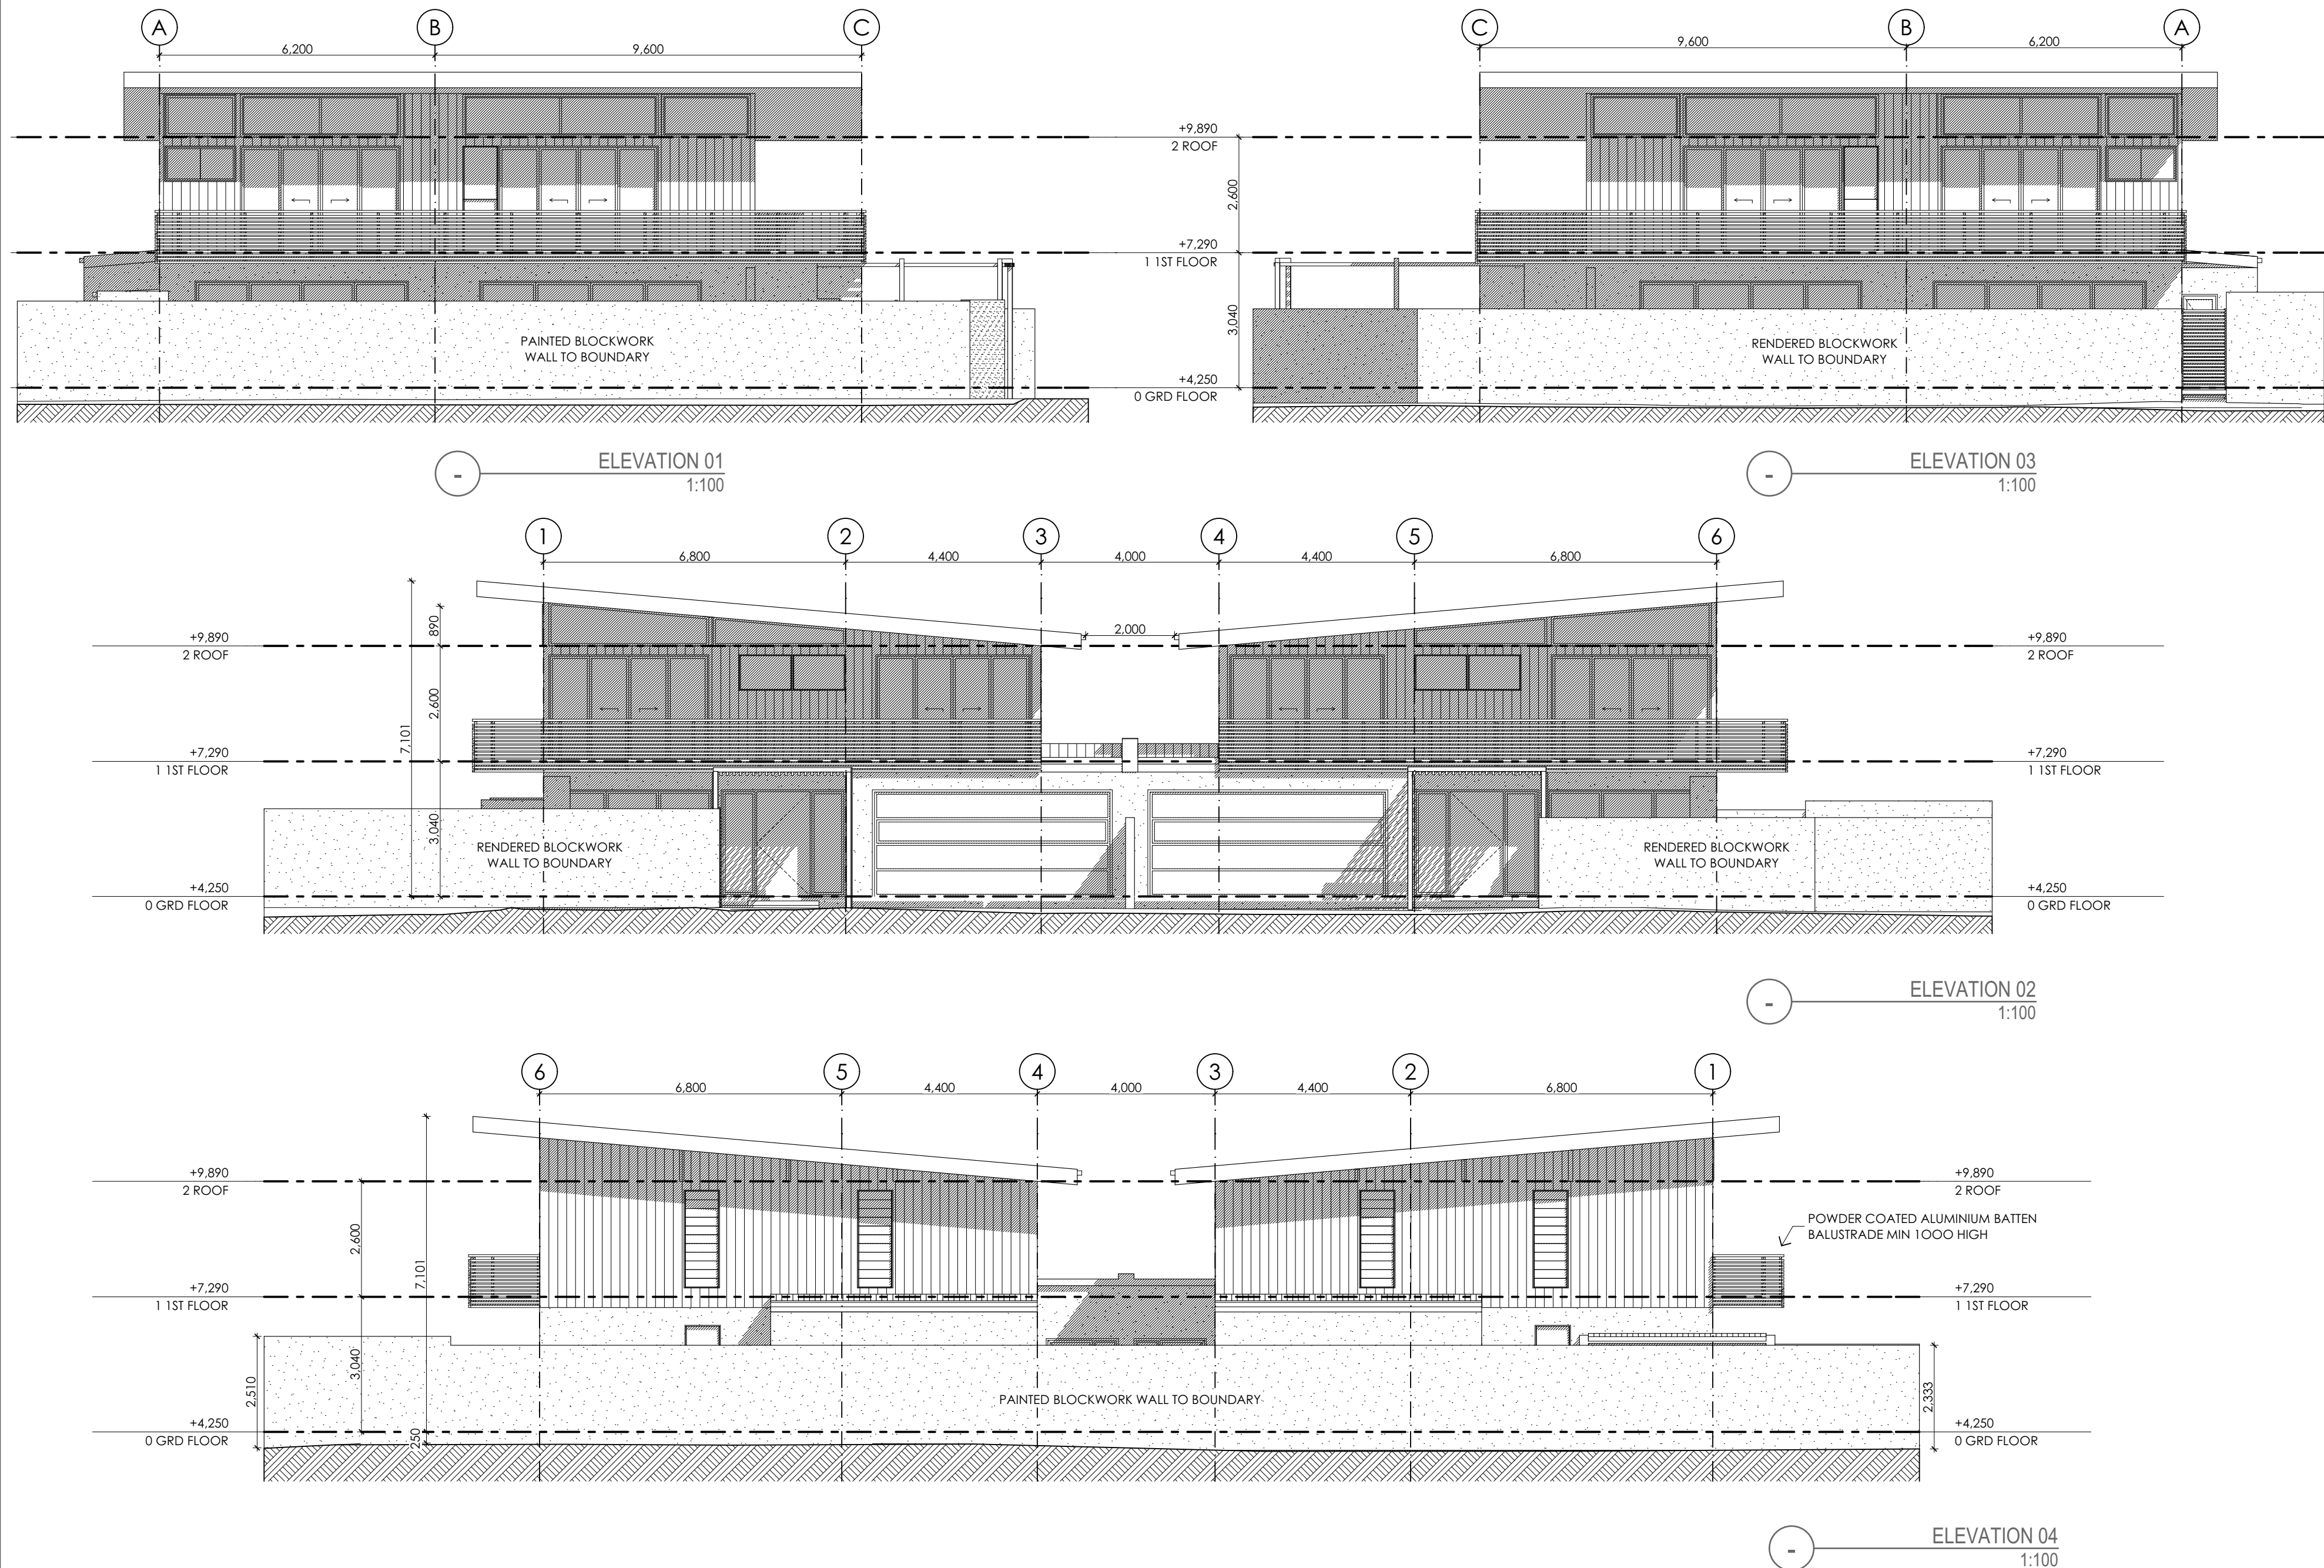 A
B
C
6,200
9,600
C
B
A
9,600
6,200
+9,890
2 ROOF
2,600
+7,290
1 1ST FLOOR
3,040
+4,250
0 GRD FLOOR
PAINTED BLOCKWORK
WALL TO BOUNDARY
RENDERED BLOCKWORK
WALL TO BOUNDARY
-
ELEVATION 01
1:100
-
ELEVATION 03
1:100
1
2
3
4
5
6
6,800
4,400
4,000
4,400
6,800
2,000
890
2,600
7,101
3,040
+9,890
2 ROOF
+7,290
1 1ST FLOOR
+4,250
0 GRD FLOOR
RENDERED BLOCKWORK
WALL TO BOUNDARY
RENDERED BLOCKWORK
WALL TO BOUNDARY
+9,890
2 ROOF
+7,290
1 1ST FLOOR
+4,250
0 GRD FLOOR
-
ELEVATION 02
1:100
6
5
4
3
2
1
6,800
4,400
4,000
4,400
6,800
+9,890
2 ROOF
+7,290
1 1ST FLOOR
+4,250
0 GRD FLOOR
2,600
7,101
3,040
2,510
250
PAINTED BLOCKWORK WALL TO BOUNDARY
2,333
+9,890
2 ROOF
POWDER COATED ALUMINIUM BATTEN
BALUSTRADE MIN 1OOO HIGH
+7,290
1 1ST FLOOR
+4,250
0 GRD FLOOR
-
ELEVATION 04
1:100